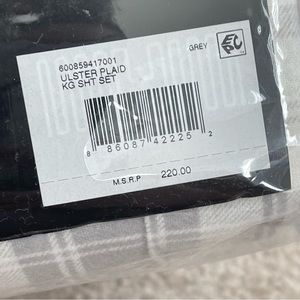 600859417001 GREY
ULSTER PLAID
KG SHT SET
8 86087 42225 2
M.S.R.P 220.00